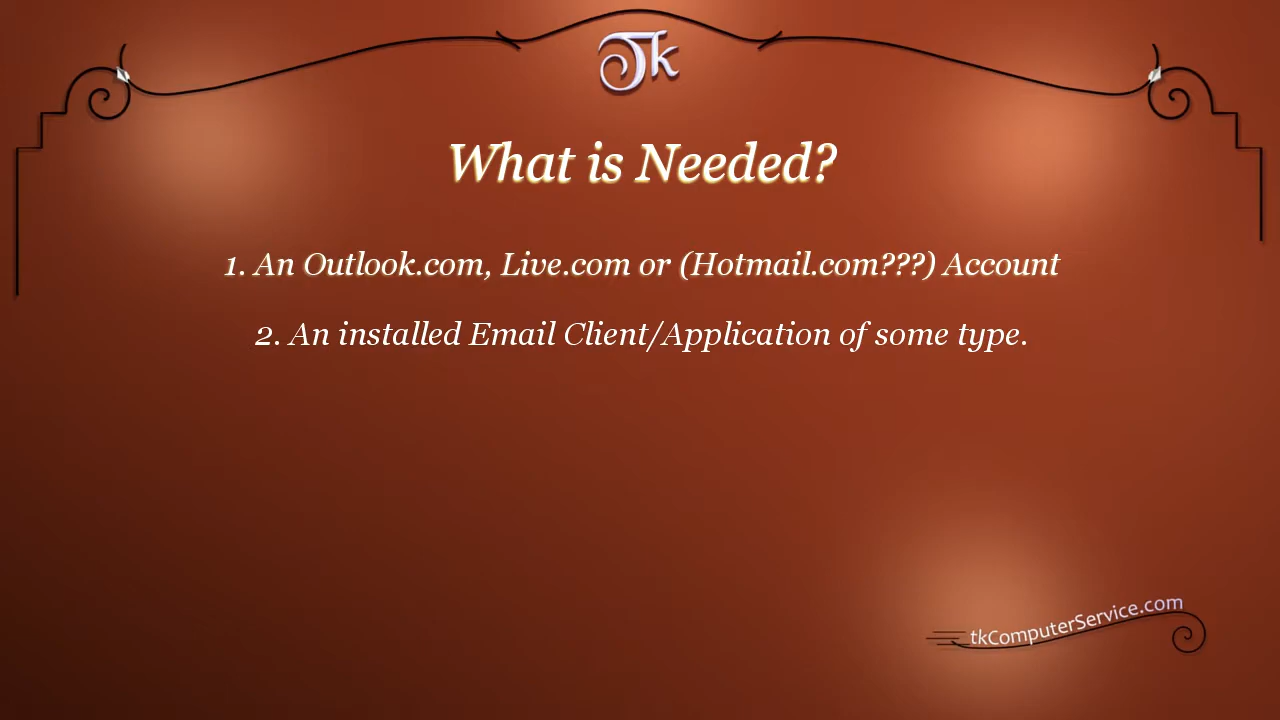 Tk
What is Needed?
1. An Outlook.com, Live.com or (Hotmail.com???) Account
2. An installed Email Client/Application of some type.
tkComputerService.com